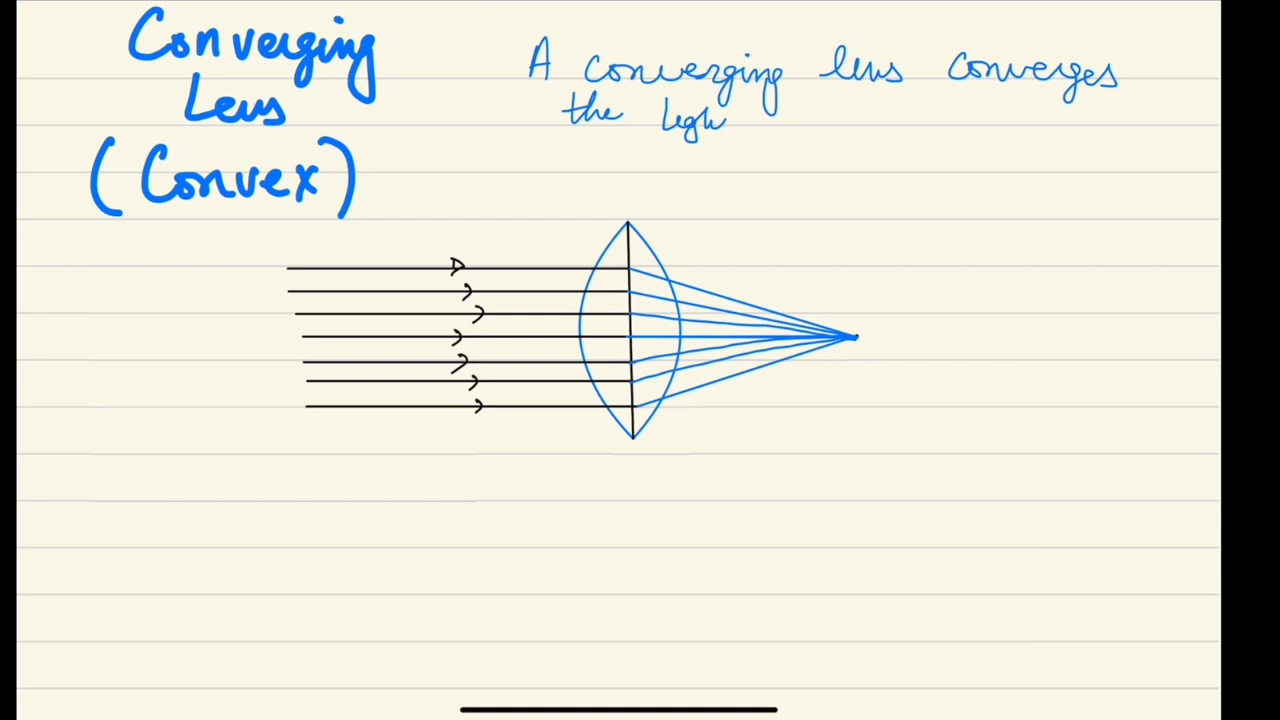 Converging
Lens
(Convex)
A converging lens converges
the ligh